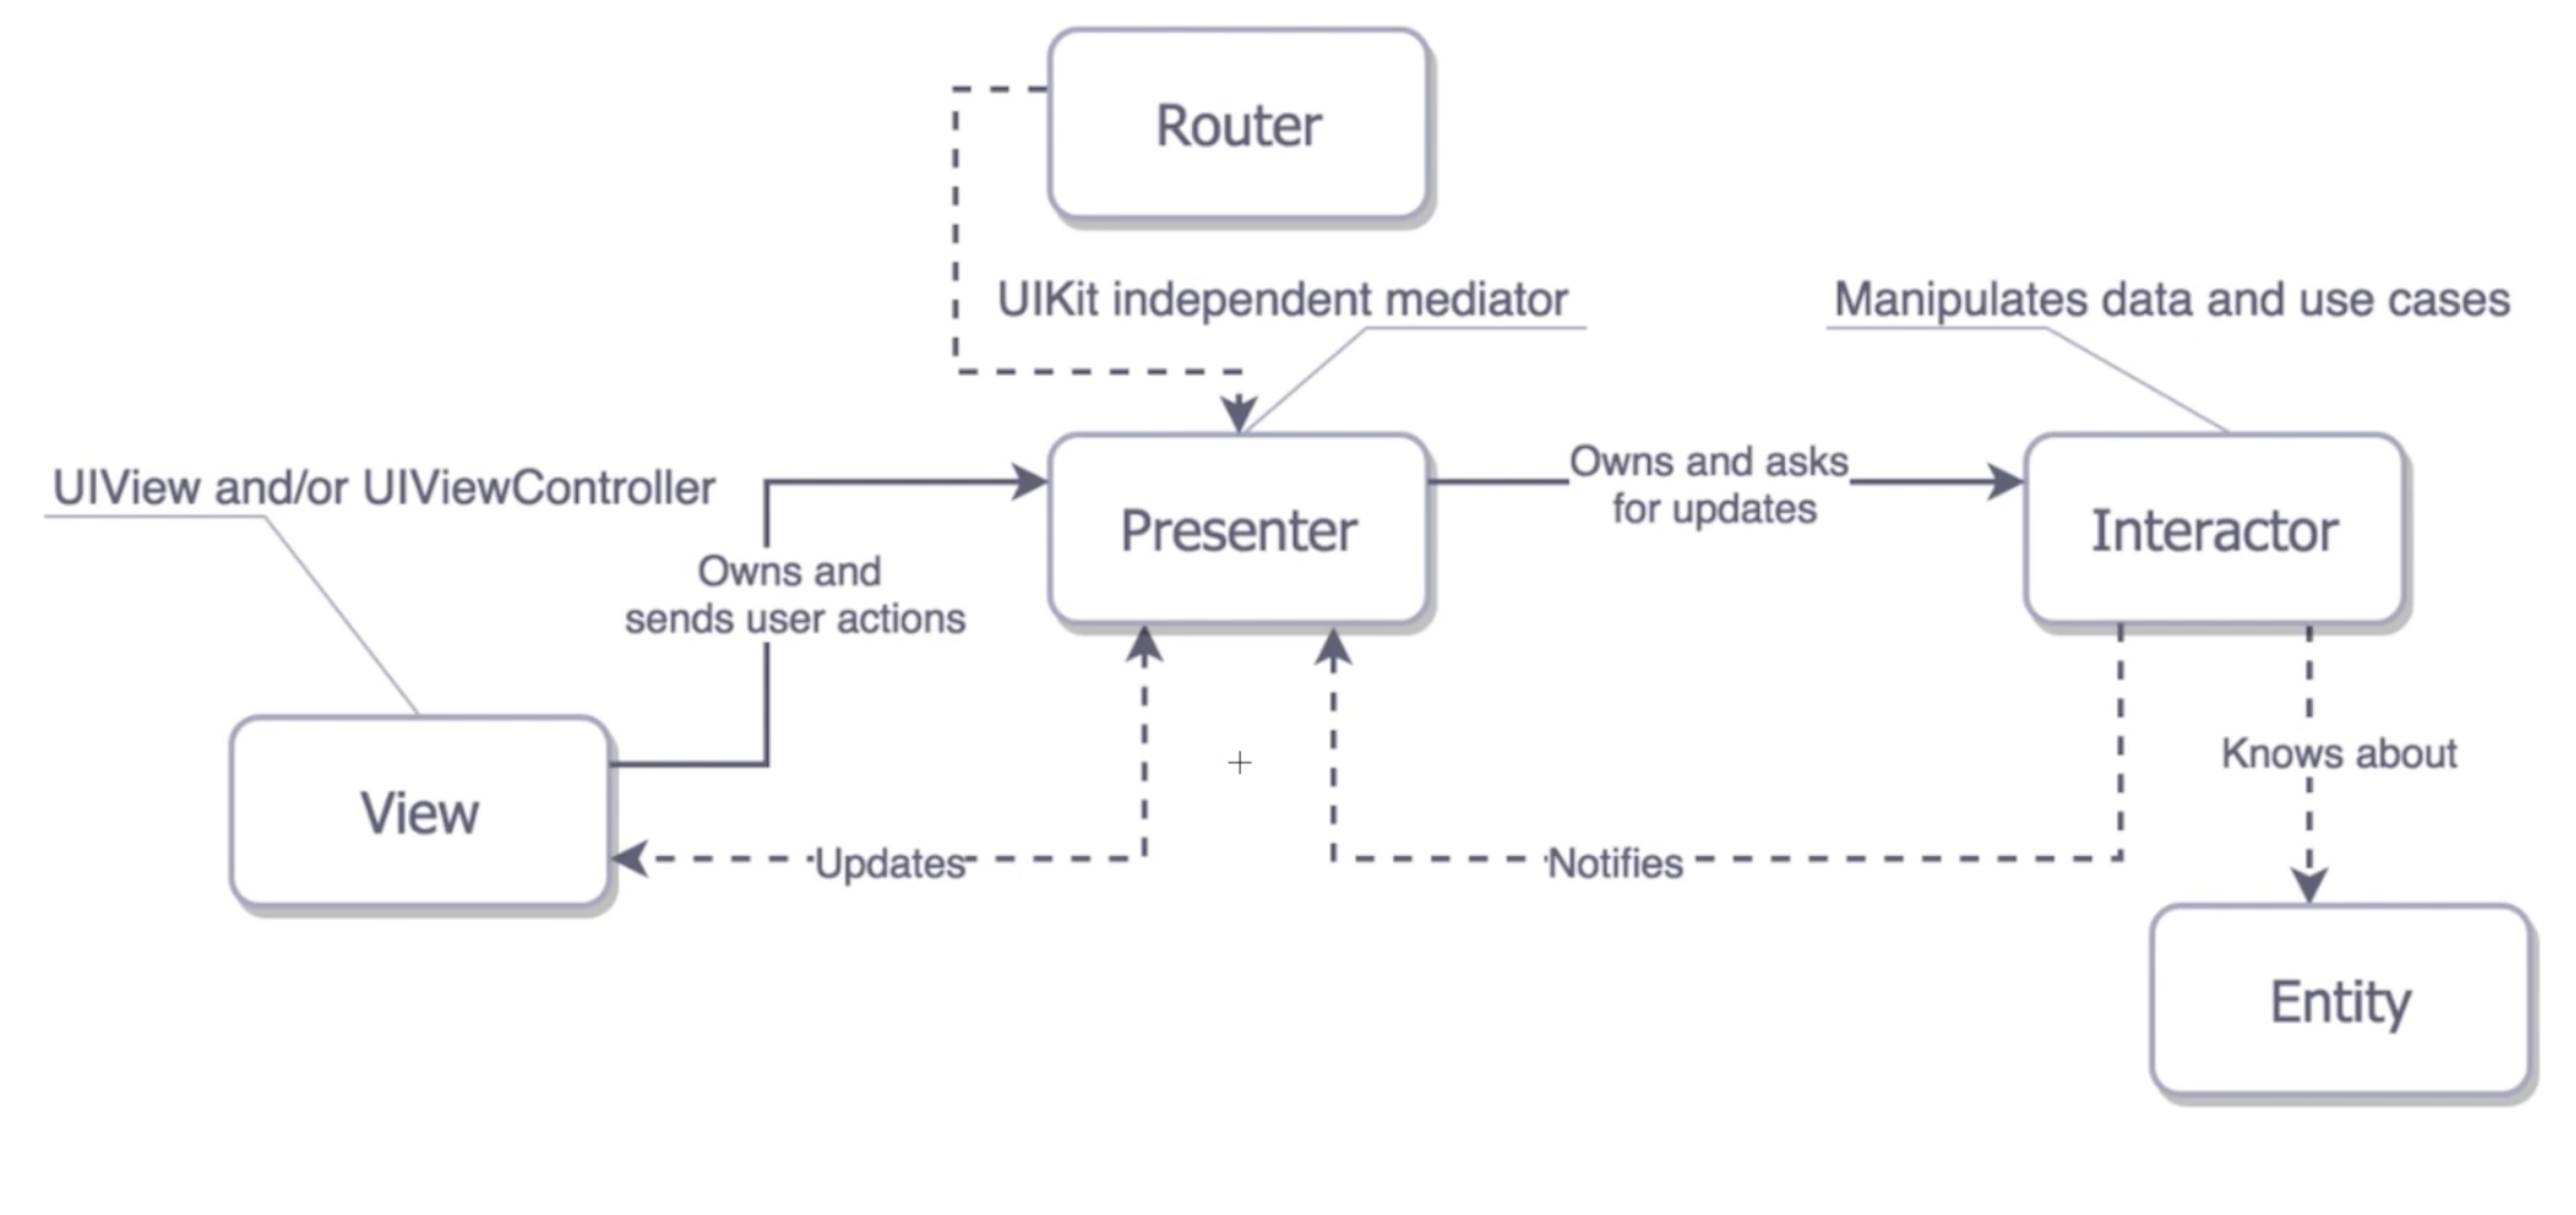 Router
UIKit independent mediator
Manipulates data and use cases
UIView and/or UIViewController
Owns and asks
for updates
Presenter
Interactor
Owns and
sends user actions
Knows about
View
Updates
Notifies
Entity